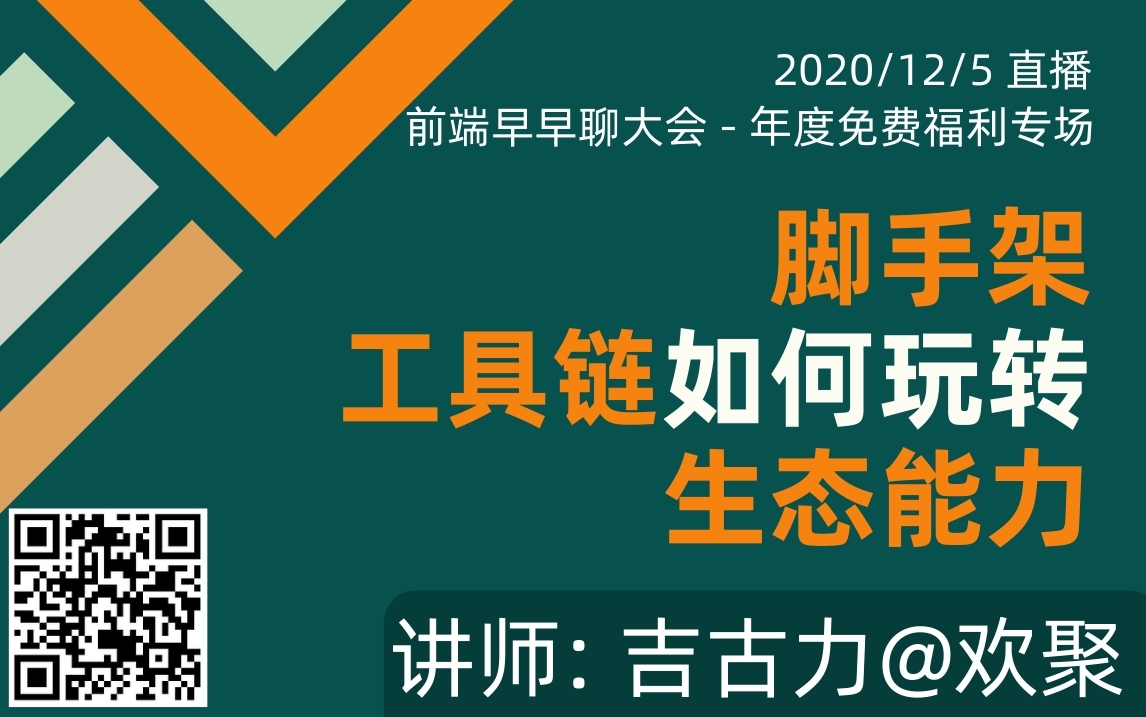 2020/12/5 直播
前端早早聊大会 - 年度免费福利专场
脚手架
工具链如何玩转
生态能力
讲师: 吉古力@欢聚